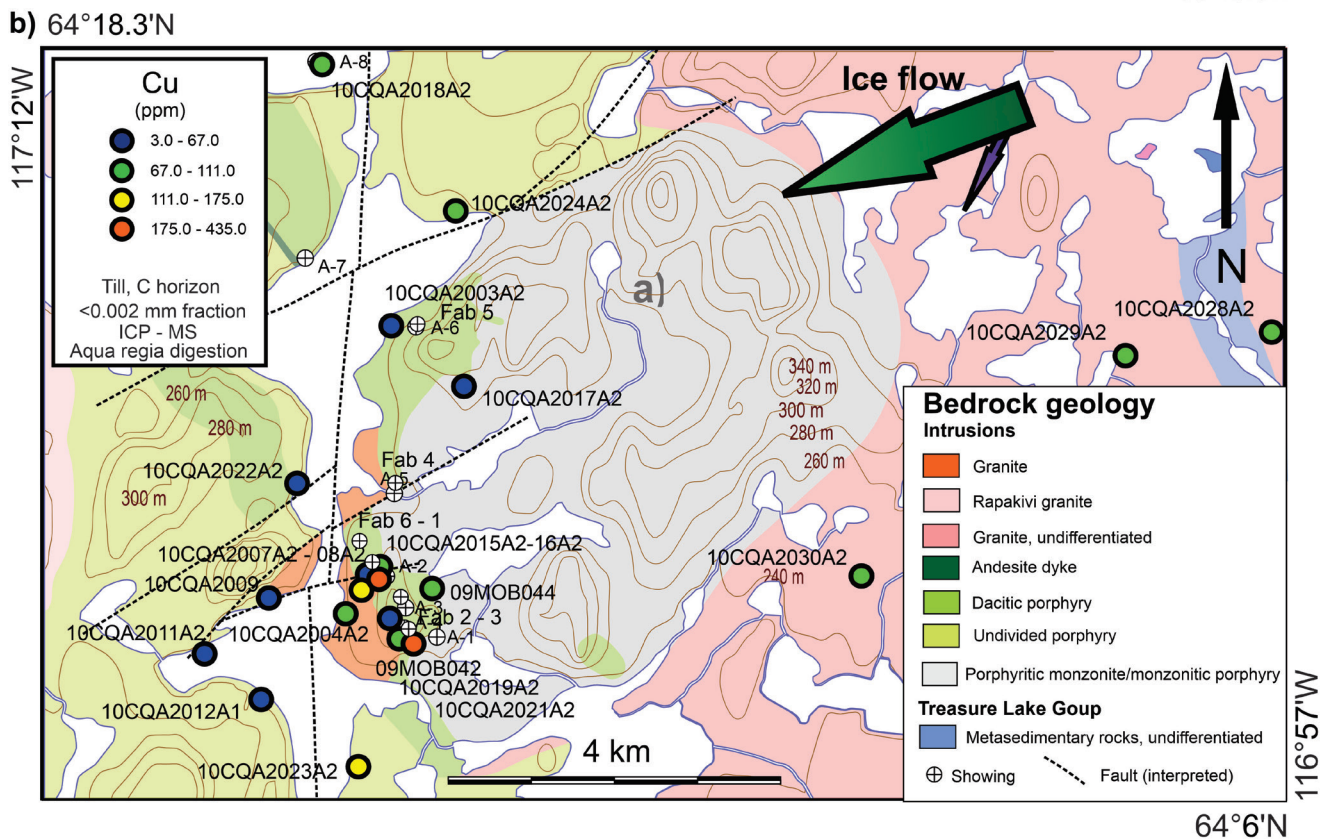 b) 64°18.3'N
117°12'W
Cu
(ppm)
3.0 - 67.0
67.0 - 111.0
111.0 - 175.0
175.0 - 435.0
Till, C horizon
<0.002 mm fraction
ICP - MS
Aqua regia digestion
A-8
10CQA2018A2
Ice flow
N
10CQA2024A2
A-7
a)
10CQA2003A2
Fab 5
A-6
10CQA2028A2
10CQA2029A2
10CQA2017A2
340 m
320 m
300 m
280 m
260 m
260 m
280 m
300 m
10CQA2022A2
Fab 4
A-5
Fab 6 - 1
10CQA2015A2-16A2
10CQA2007A2 - 08A2
A-2
10CQA2009
09MOB044
10CQA2030A2
240 m
A-3
Fab 2 - 3
10CQA2011A2
10CQA2004A2
A-1
09MOB042
10CQA2019A2
10CQA2021A2
10CQA2012A1
10CQA2023A2
4 km
Bedrock geology
Intrusions
Granite
Rapakivi granite
Granite, undifferentiated
Andesite dyke
Dacitic porphyry
Undivided porphyry
Porphyritic monzonite/monzonitic porphyry
Treasure Lake Goup
Metasedimentary rocks, undifferentiated
Showing
Fault (interpreted)
116°57'W
64°6'N